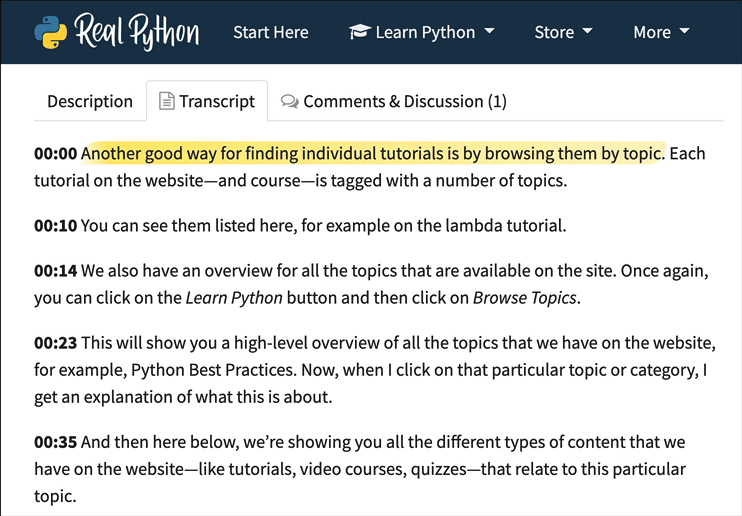 Real Python Start Here Learn Python Store More
Description Transcript Comments & Discussion (1)
00:00 Another good way for finding individual tutorials is by browsing them by topic. Each
tutorial on the website—and course—is tagged with a number of topics.
00:10 You can see them listed here, for example on the lambda tutorial.
00:14 We also have an overview for all the topics that are available on the site. Once again,
you can click on the Learn Python button and then click on Browse Topics.
00:23 This will show you a high-level overview of all the topics that we have on the website,
for example, Python Best Practices. Now, when I click on that particular topic or category, I
get an explanation of what this is about.
00:35 And then here below, we’re showing you all the different types of content that we
have on the website—like tutorials, video courses, quizzes—that relate to this particular
topic.